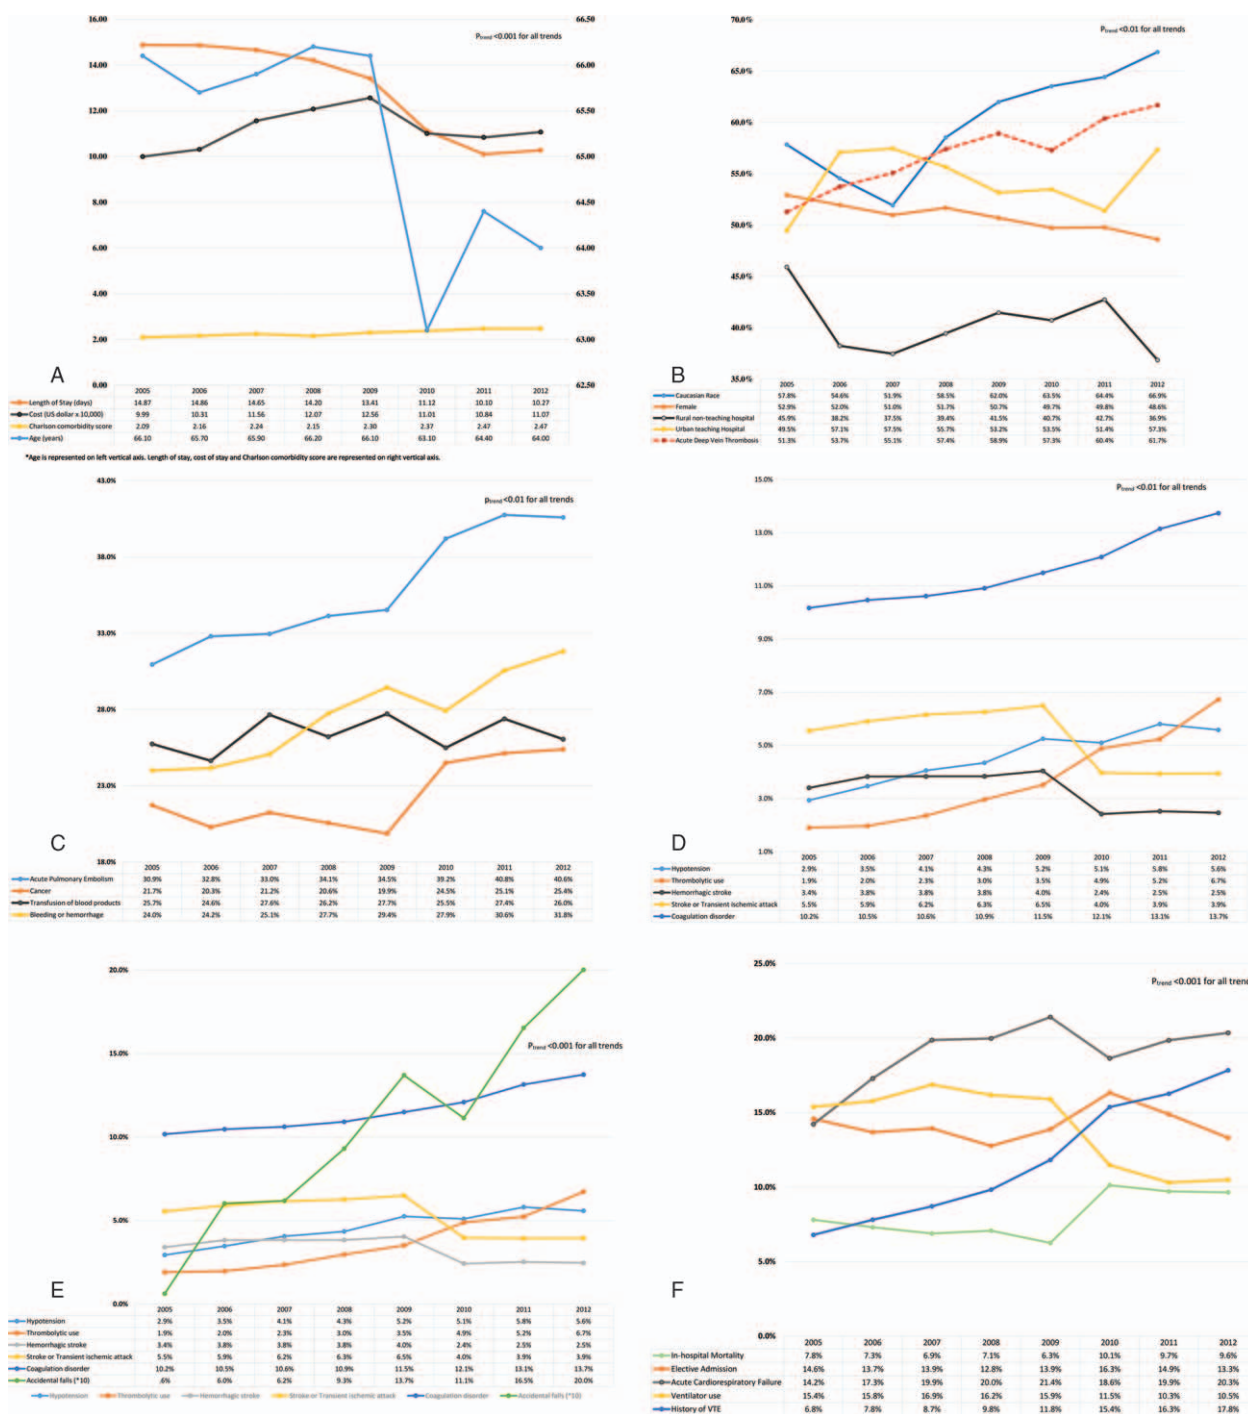 16.00
14.00
12.00
10.00
8.00
6.00
4.00
2.00
0.00
66.50
66.00
65.50
65.00
64.50
64.00
63.50
63.00
62.50
Ptrend <0.001 for all trends
A
2005 2006 2007 2008 2009 2010 2011 2012
Length of Stay (days) 14.87 14.86 14.65 14.20 13.41 11.12 10.10 10.27
Cost (US dollar x 10,000) 9.99 10.31 11.56 12.07 12.56 11.01 10.84 11.07
Charlson comorbidity score 2.09 2.16 2.24 2.15 2.30 2.37 2.47 2.47
Age (years) 66.10 65.70 65.90 66.20 66.10 63.10 64.40 64.00
*Age is represented on left vertical axis. Length of stay, cost of stay and Charlson comorbidity score are represented on right vertical axis.
70.0%
65.0%
60.0%
55.0%
50.0%
45.0%
40.0%
35.0%
Ptrend <0.01 for all trends
B
2005 2006 2007 2008 2009 2010 2011 2012
Caucasian Race 57.8% 54.6% 51.9% 58.5% 62.0% 63.5% 64.4% 66.9%
Female 52.9% 52.0% 51.0% 51.7% 50.7% 49.7% 49.8% 48.6%
Rural non-teaching hospital 45.9% 38.2% 37.5% 39.4% 41.5% 40.7% 42.7% 36.9%
Urban teaching Hospital 49.5% 57.1% 57.5% 55.7% 53.2% 53.5% 51.4% 57.3%
Acute Deep Vein Thrombosis 51.3% 53.7% 55.1% 57.4% 58.9% 57.3% 60.4% 61.7%
43.0%
38.0%
33.0%
28.0%
23.0%
18.0%
Ptrend <0.01 for all trends
C
2005 2006 2007 2008 2009 2010 2011 2012
Acute Pulmonary Embolism 30.9% 32.8% 33.0% 34.1% 34.5% 39.2% 40.8% 40.6%
Cancer 21.7% 20.3% 21.2% 20.6% 19.9% 24.5% 25.1% 25.4%
Transfusion of blood products 25.7% 24.6% 27.6% 26.2% 27.7% 25.5% 27.4% 26.0%
Bleeding or hemorrhage 24.0% 24.2% 25.1% 27.7% 29.4% 27.9% 30.6% 31.8%
15.0%
13.0%
11.0%
9.0%
7.0%
5.0%
3.0%
1.0%
Ptrend <0.01 for all trends
D
2005 2006 2007 2008 2009 2010 2011 2012
Hypotension 2.9% 3.5% 4.1% 4.3% 5.2% 5.1% 5.8% 5.6%
Thrombolytic use 1.9% 2.0% 2.3% 3.0% 3.5% 4.9% 5.2% 6.7%
Hemorrhagic stroke 3.4% 3.8% 3.8% 3.8% 4.0% 2.4% 2.5% 2.5%
Stroke or Transient ischemic attack 5.5% 5.9% 6.2% 6.3% 6.5% 4.0% 3.9% 3.9%
Coagulation disorder 10.2% 10.5% 10.6% 10.9% 11.5% 12.1% 13.1% 13.7%
20.0%
15.0%
10.0%
5.0%
0.0%
Ptrend <0.001 for all trends
E
2005 2006 2007 2008 2009 2010 2011 2012
Hypotension 2.9% 3.5% 4.1% 4.3% 5.2% 5.1% 5.8% 5.6%
Thrombolytic use 1.9% 2.0% 2.3% 3.0% 3.5% 4.9% 5.2% 6.7%
Hemorrhagic stroke 3.4% 3.8% 3.8% 3.8% 4.0% 2.4% 2.5% 2.5%
Stroke or Transient ischemic attack 5.5% 5.9% 6.2% 6.3% 6.5% 4.0% 3.9% 3.9%
Coagulation disorder 10.2% 10.5% 10.6% 10.9% 11.5% 12.1% 13.1% 13.7%
Accidental falls (*10) .6% 6.0% 6.2% 9.3% 13.7% 11.1% 16.5% 20.0%
Hypotension Thrombolytic use Hemorrhagic stroke Stroke or Transient ischemic attack Coagulation disorder Accidental falls (*10)
25.0%
20.0%
15.0%
10.0%
5.0%
0.0%
Ptrend <0.001 for all trend
F
2005 2006 2007 2008 2009 2010 2011 2012
In-hospital Mortality 7.8% 7.3% 6.9% 7.1% 6.3% 10.1% 9.7% 9.6%
Elective Admission 14.6% 13.7% 13.9% 12.8% 13.9% 16.3% 14.9% 13.3%
Acute Cardiorespiratory Failure 14.2% 17.3% 19.9% 20.0% 21.4% 18.6% 19.9% 20.3%
Ventilator use 15.4% 15.8% 16.9% 16.2% 15.9% 11.5% 10.3% 10.5%
History of VTE 6.8% 7.8% 8.7% 9.8% 11.8% 15.4% 16.3% 17.8%